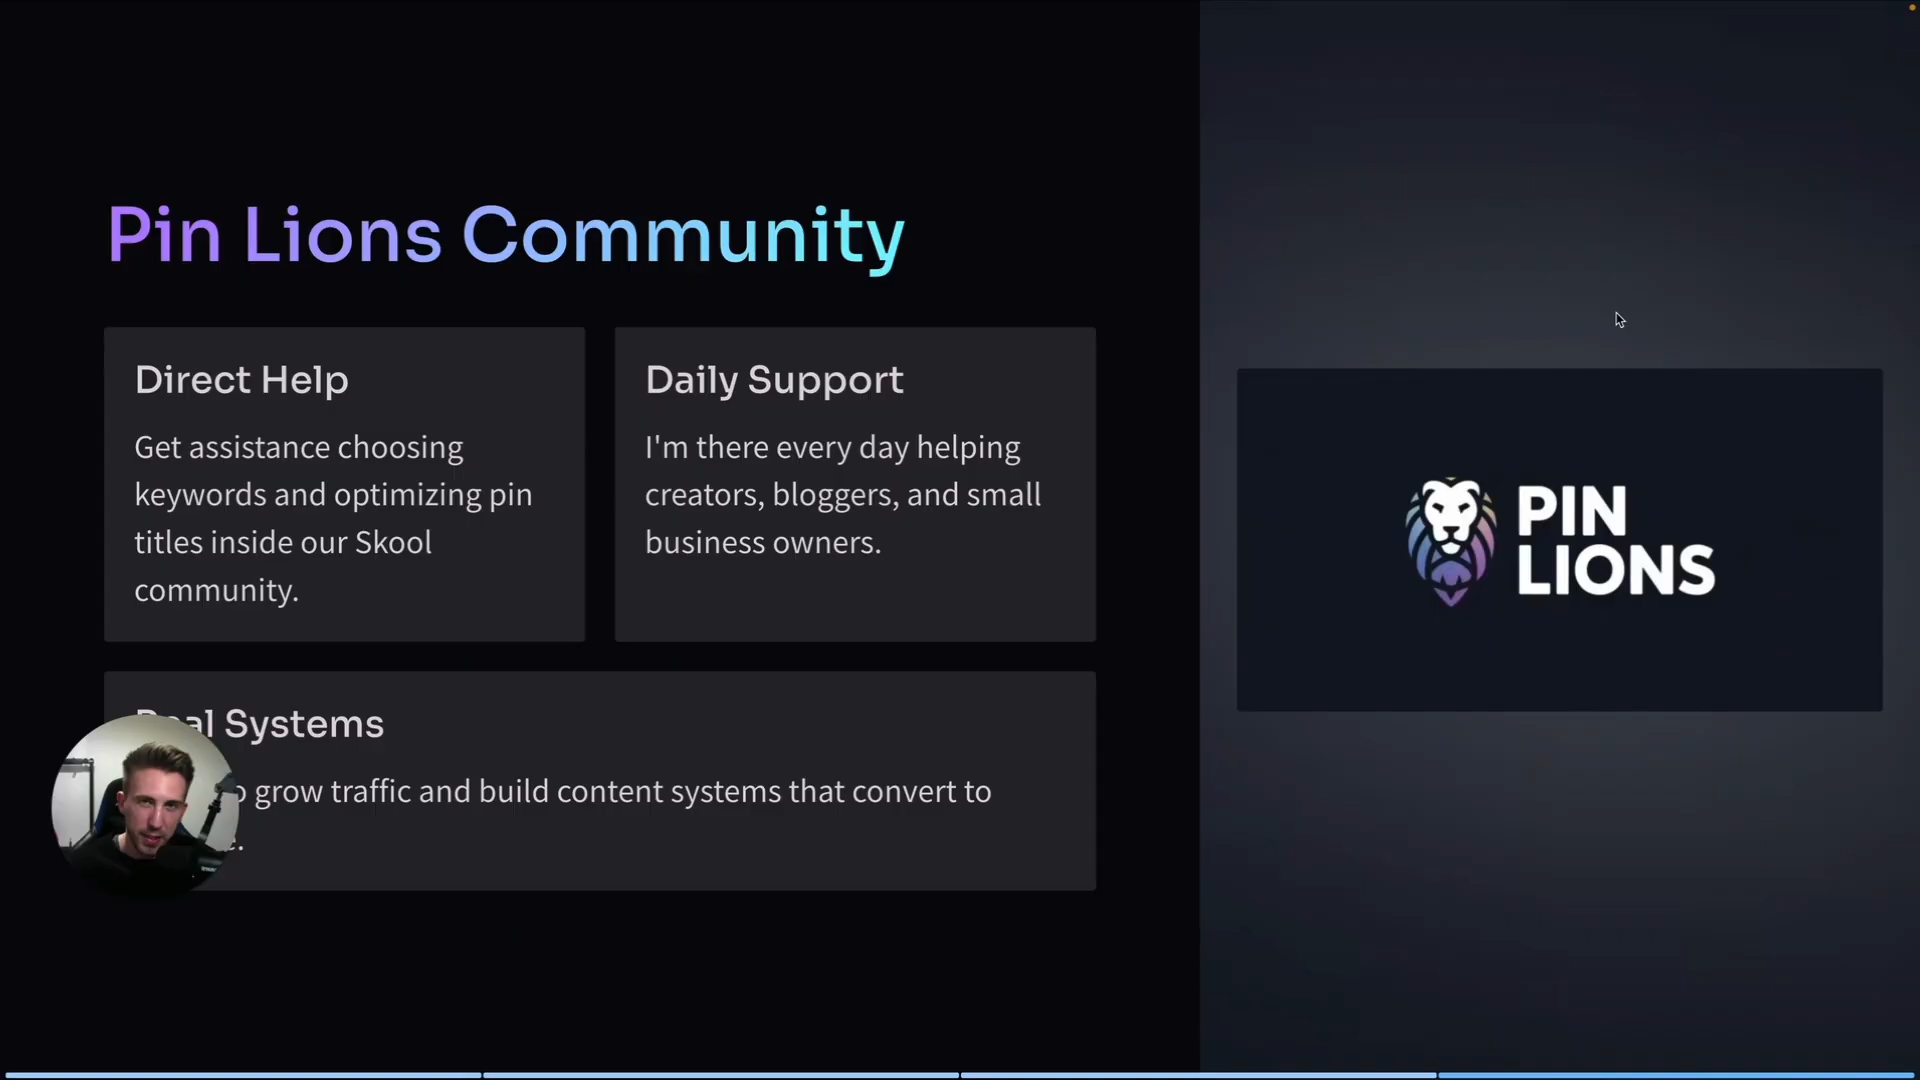 Pin Lions Community
Direct Help
Get assistance choosing
keywords and optimizing pin
titles inside our Skool
community.
Daily Support
I'm there every day helping
creators, bloggers, and small
business owners.
Systems
grow traffic and build content systems that convert to
PIN
LIONS